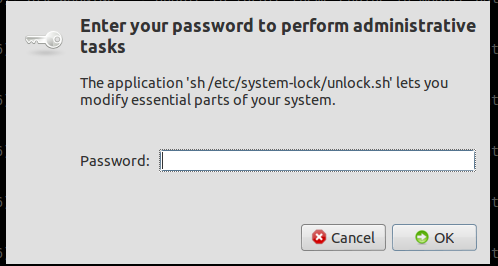 Enter your password to perform administrative
tasks
The application 'sh /etc/system-lock/unlock.sh' lets you
modify essential parts of your system.
Password:
Cancel
OK